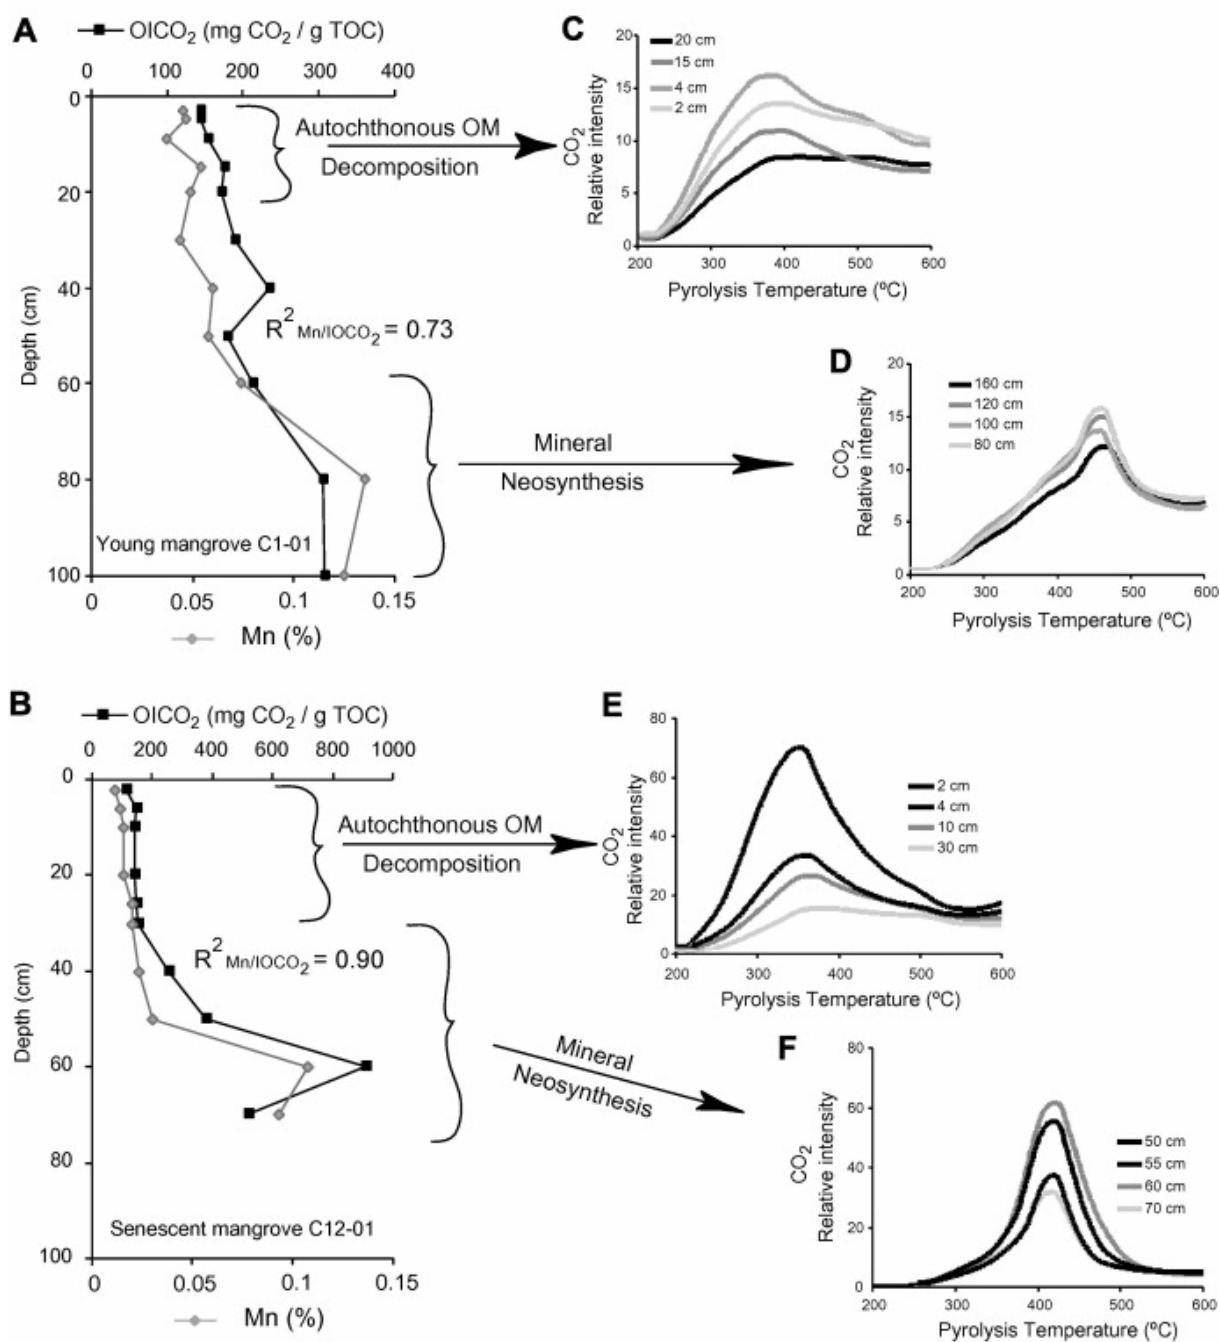 A
OICO2 (mg CO2 / g TOC)
0 100 200 300 400
0
20
40
60
80
100
Depth (cm)
Autochthonous OM
Decomposition
R2 Mn/IOCO2 = 0.73
Mineral
Neosynthesis
Young mangrove C1-01
0 0.05 0.1 0.15
Mn (%)
C
20 cm
15 cm
4 cm
2 cm
CO2
Relative intensity
20
15
10
5
0
200 300 400 500 600
Pyrolysis Temperature (ºC)
D
160 cm
120 cm
100 cm
80 cm
CO2
Relative intensity
20
15
10
5
0
200 300 400 500 600
Pyrolysis Temperature (ºC)
B
OICO2 (mg CO2 / g TOC)
0 200 400 600 800 1000
0
20
40
60
80
100
Depth (cm)
Autochthonous OM
Decomposition
R2 Mn/IOCO2 = 0.90
Mineral
Neosynthesis
Senescent mangrove C12-01
0 0.05 0.1 0.15
Mn (%)
E
2 cm
4 cm
10 cm
30 cm
CO2
Relative intensity
80
60
40
20
0
200 300 400 500 600
Pyrolysis Temperature (ºC)
F
50 cm
55 cm
60 cm
70 cm
CO2
Relative intensity
80
60
40
20
0
200 300 400 500 600
Pyrolysis Temperature (ºC)